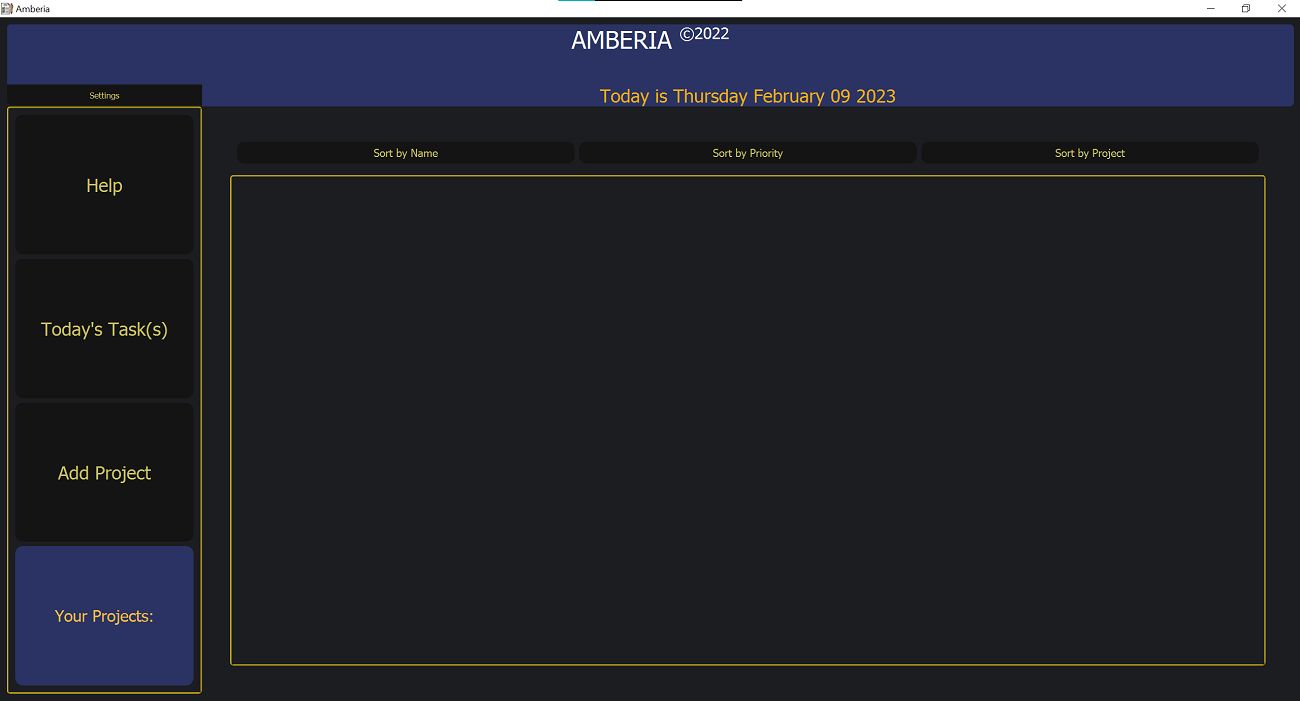 Amberia
AMBERIA ©2022
Today is Thursday February 09 2023
Settings
Help
Today's Task(s)
Add Project
Your Projects:
Sort by Name
Sort by Priority
Sort by Project